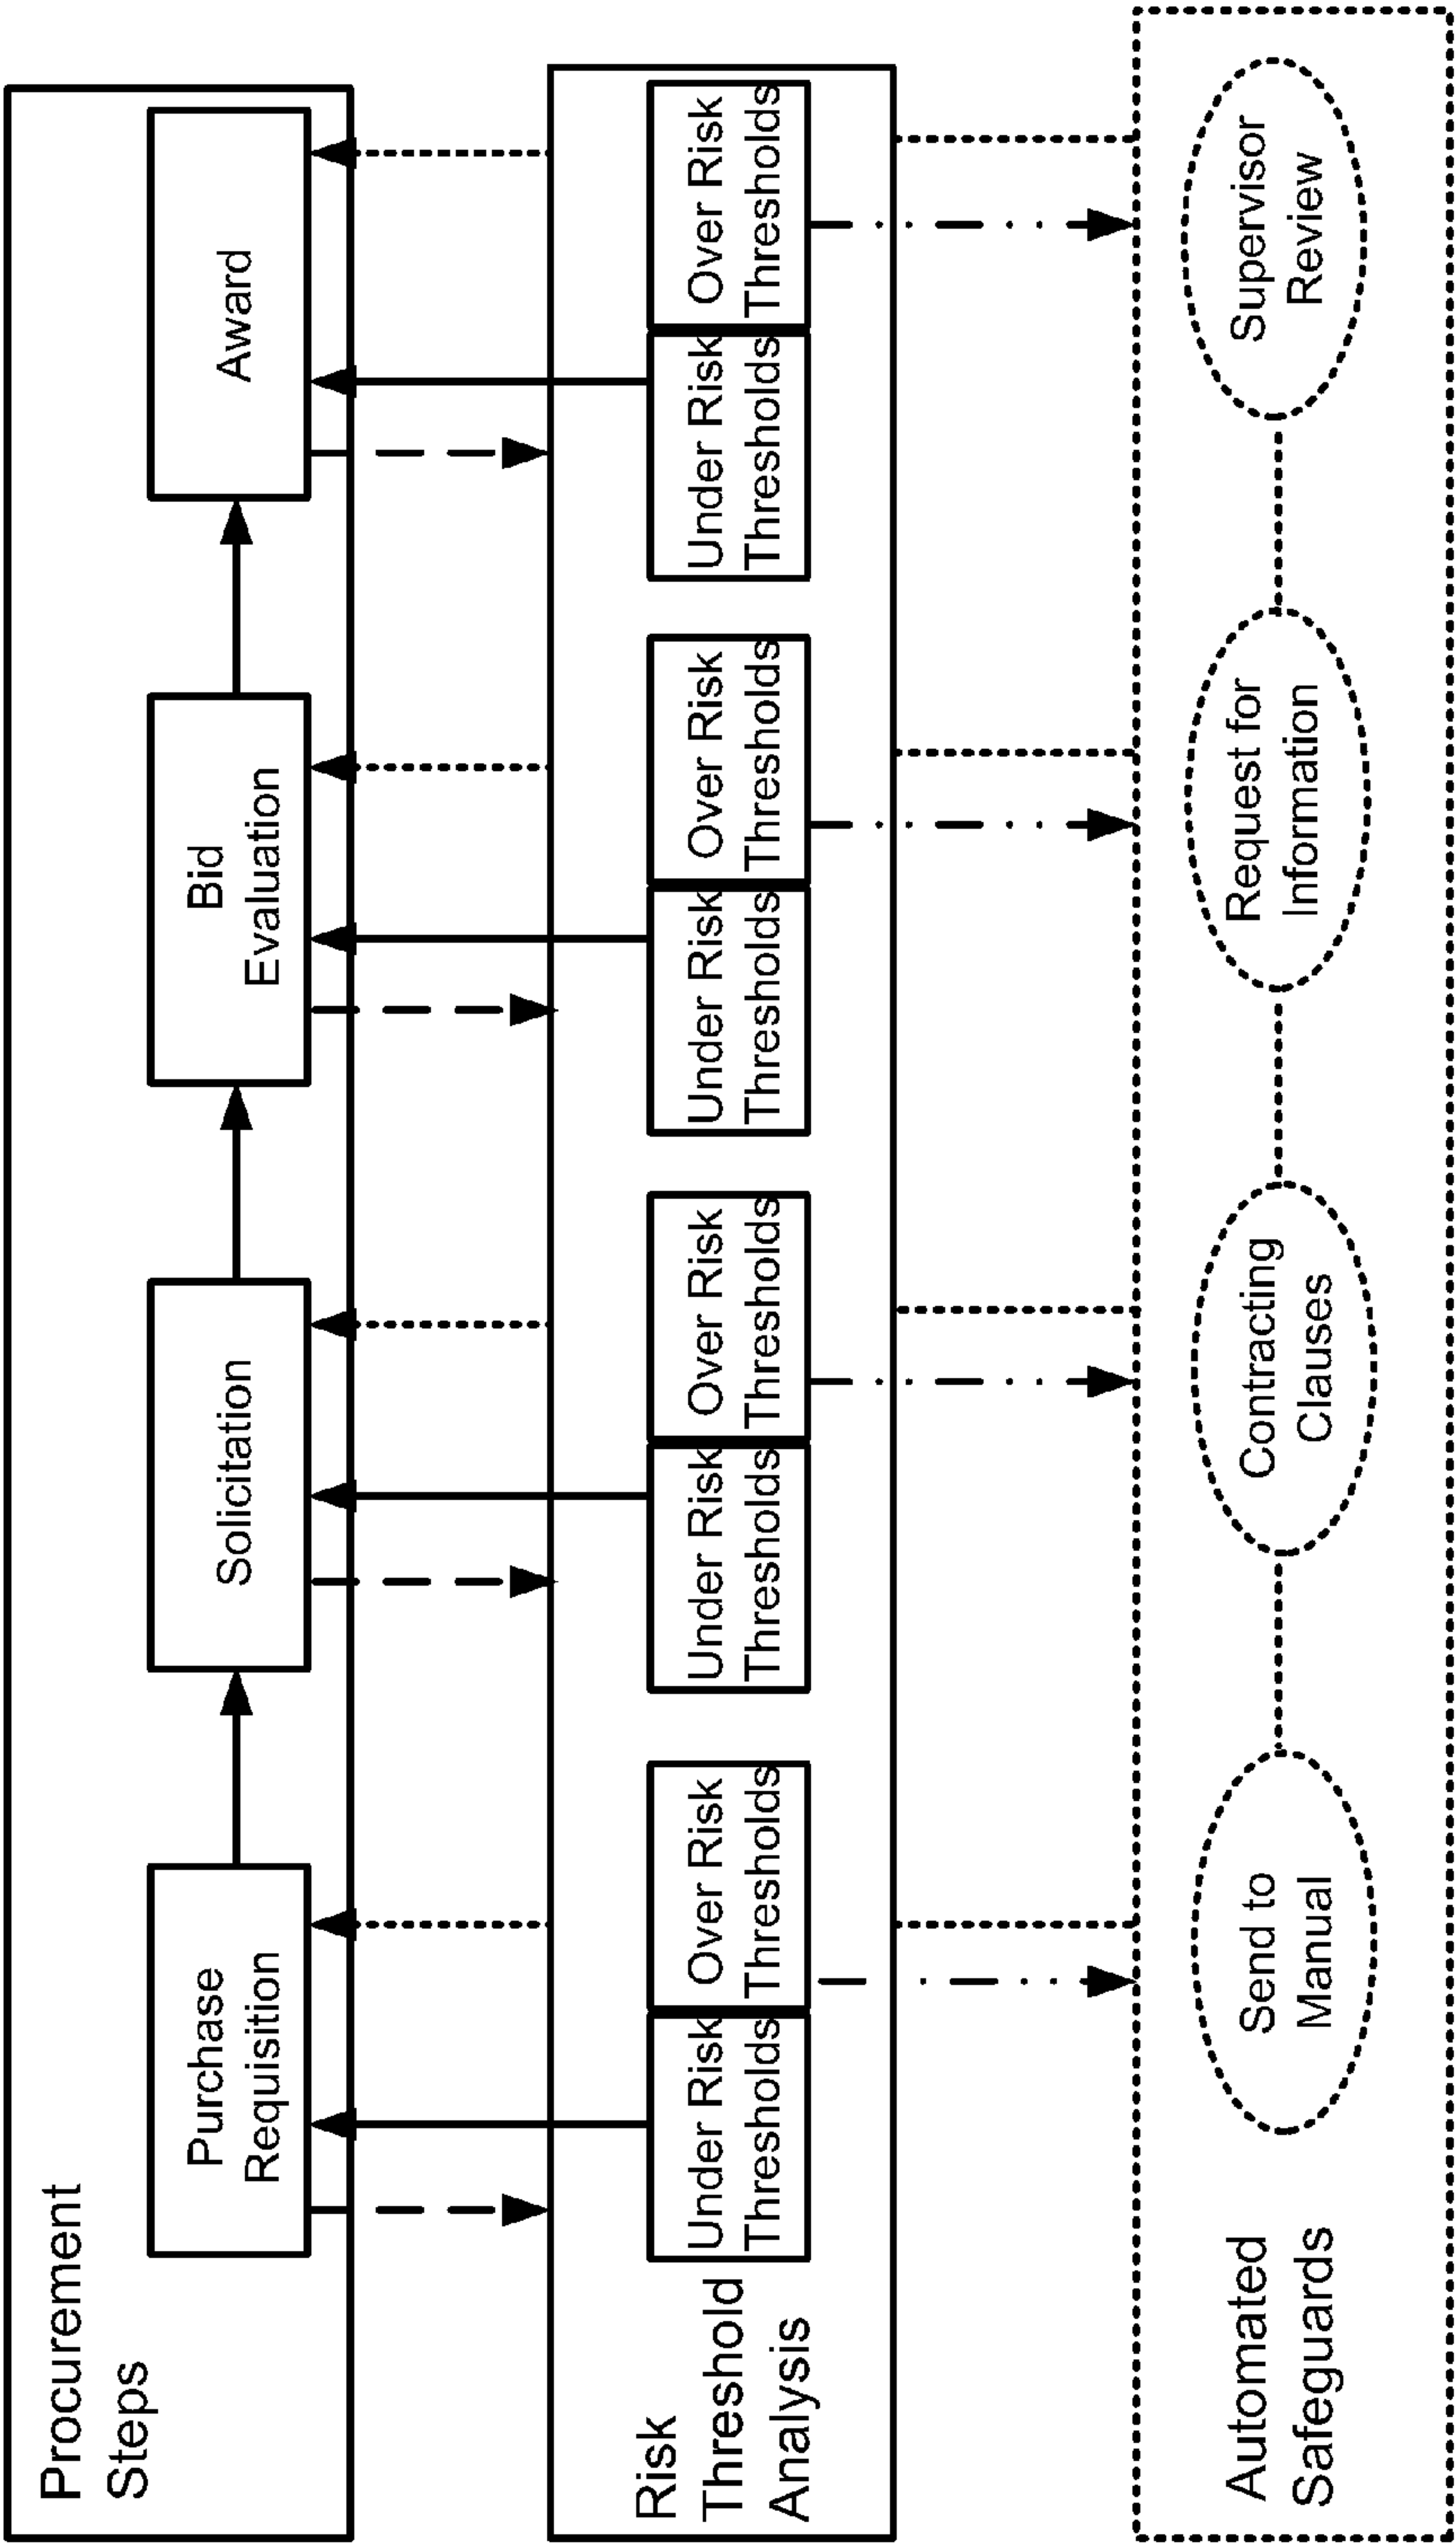 Procurement
Steps
Purchase
Requisition
Solicitation
Bid
Evaluation
Award
Risk
Threshold
Analysis
Under Risk
Thresholds
Over Risk
Thresholds
Under Risk
Thresholds
Over Risk
Thresholds
Under Risk
Thresholds
Over Risk
Thresholds
Under Risk
Thresholds
Over Risk
Thresholds
Automated
Safeguards
Send to
Manual
Contracting
Clauses
Request for
Information
Supervisor
Review